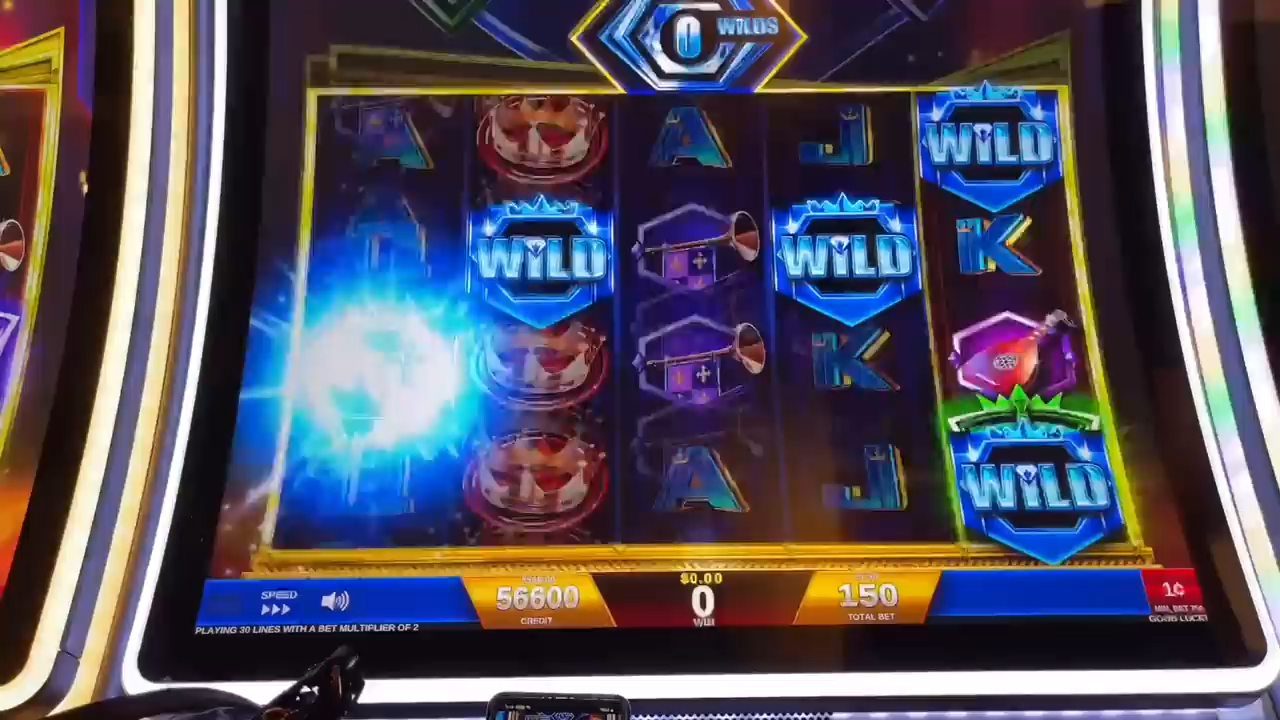 0 WILDS
A A J WILD
WILD WILD K
K
A J WILD
SPEED
56600
CREDIT
$0.00
0
WIN
150
TOTAL BET
1¢
GOOD LUCK!
PLAYING 30 LINES WITH A BET MULTIPLIER OF 2